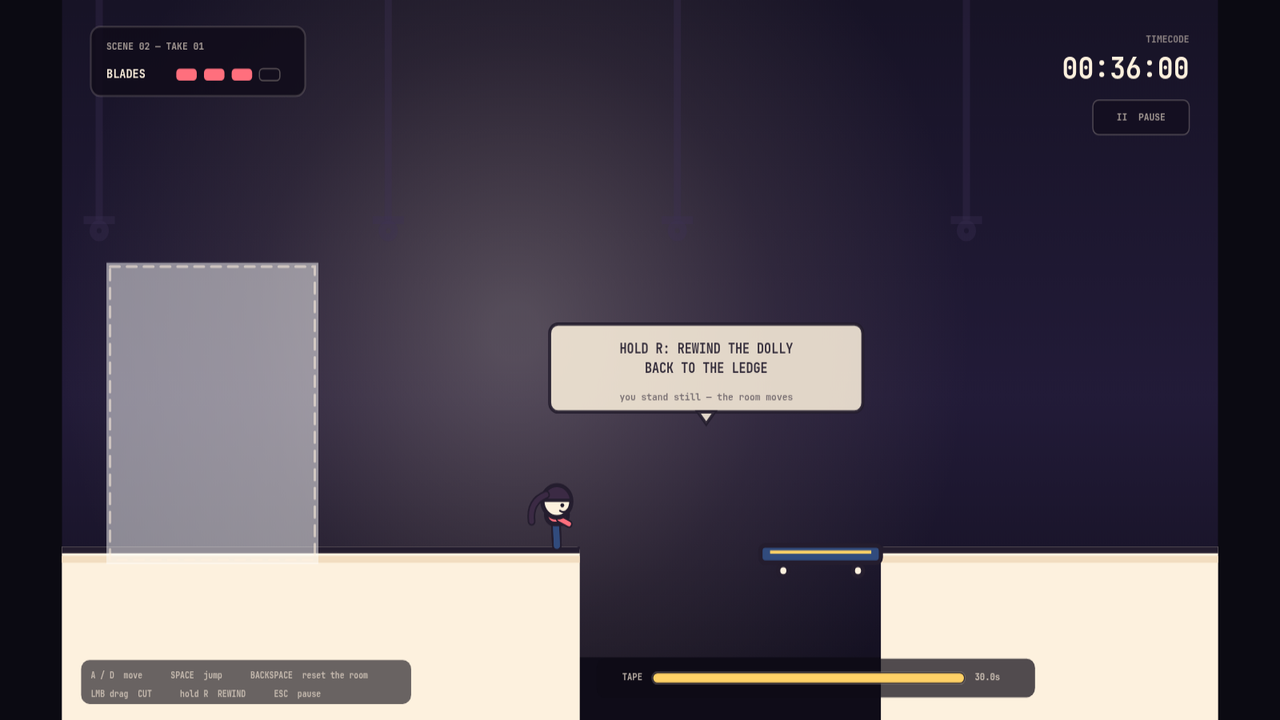 SCENE 02 — TAKE 01
BLADES
TIMECODE
00:36:00
II PAUSE
HOLD R: REWIND THE DOLLY
BACK TO THE LEDGE
you stand still — the room moves
A / D move SPACE jump BACKSPACE reset the room
LMB drag CUT hold R REWIND ESC pause
TAPE 30.0s